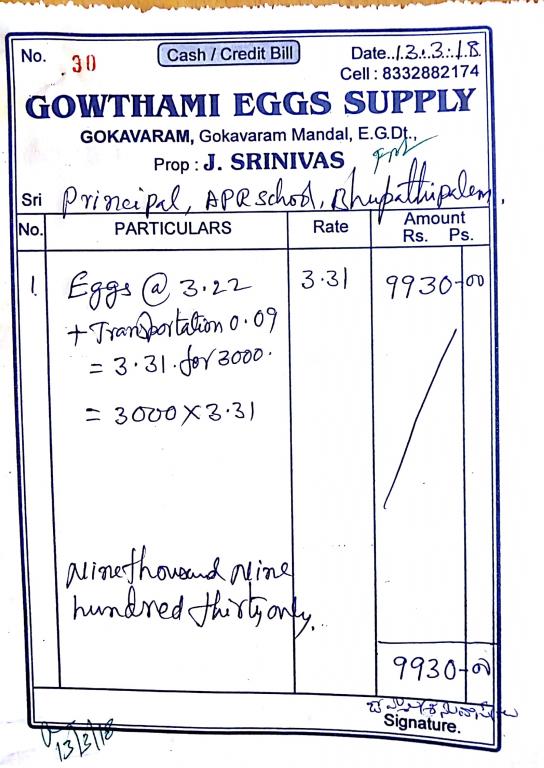 No. 30 Cash / Credit Bill Date..13.3.18
Cell : 8332882174
GOWTHAMI EGGS SUPPLY
GOKAVARAM, Gokavaram Mandal, E.G.Dt.,
Prop : J. SRINIVAS
Sri Principal, APR School, Bhupathipalem,
No. PARTICULARS Rate Amount
Rs. Ps.
1. Eggs @ 3.22 3.31 9930-00
+ Transportation 0.09
= 3.31. for 3000.
= 3000 X 3.31
Nine thousand Nine
hundred thirty only.
9930-00
Signature.
13/3/18